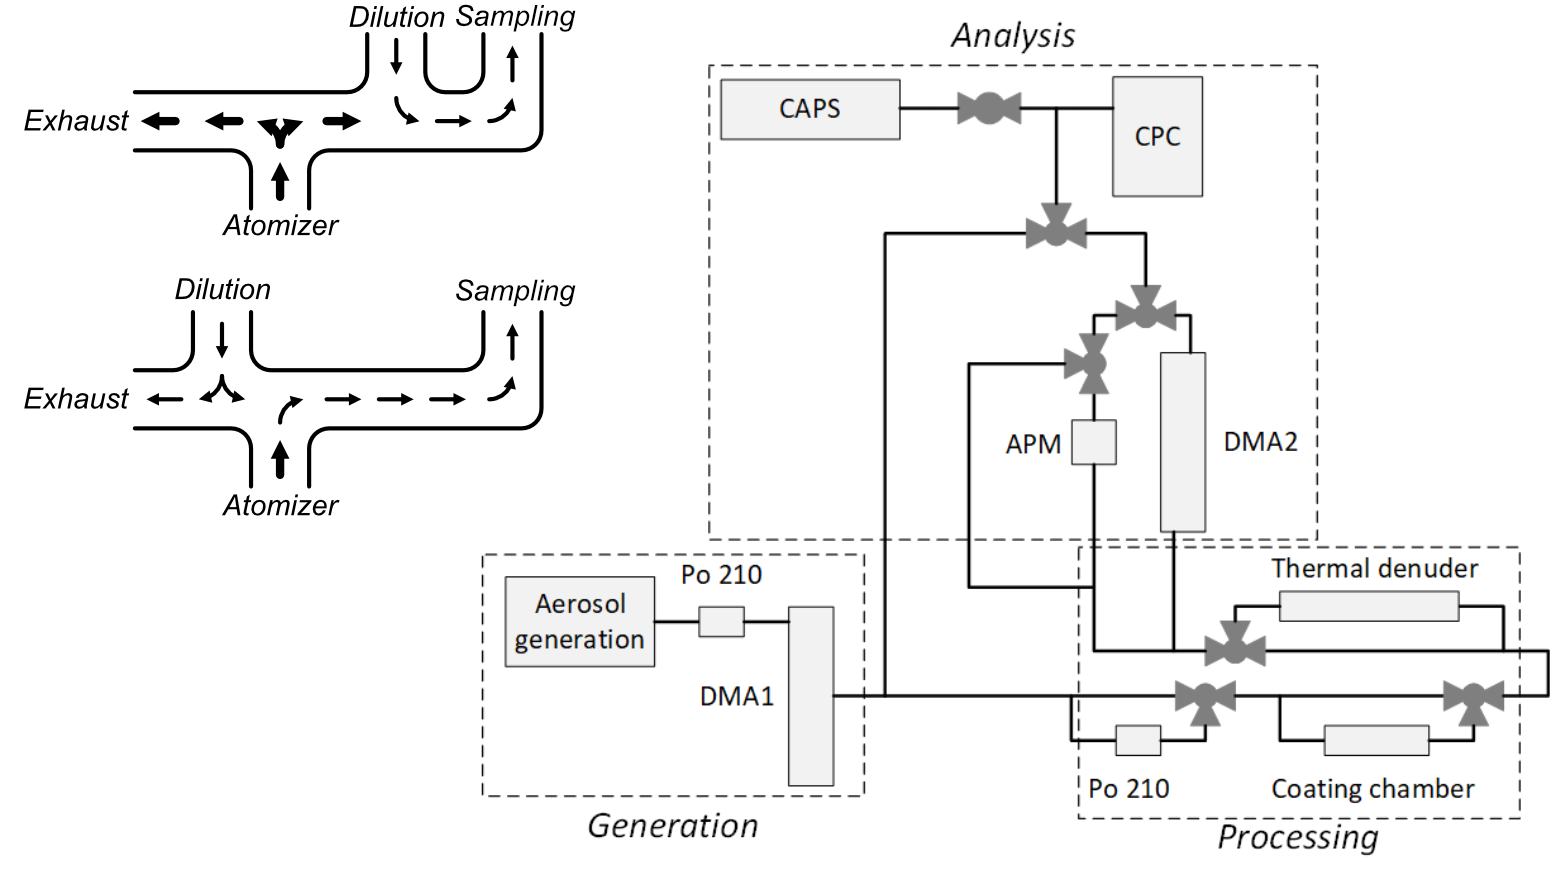 Dilution Sampling
Exhaust
Atomizer
Dilution
Sampling
Exhaust
Atomizer
Analysis
CAPS
CPC
APM
DMA2
Po 210
Aerosol
generation
DMA1
Generation
Thermal denuder
Po 210
Coating chamber
Processing